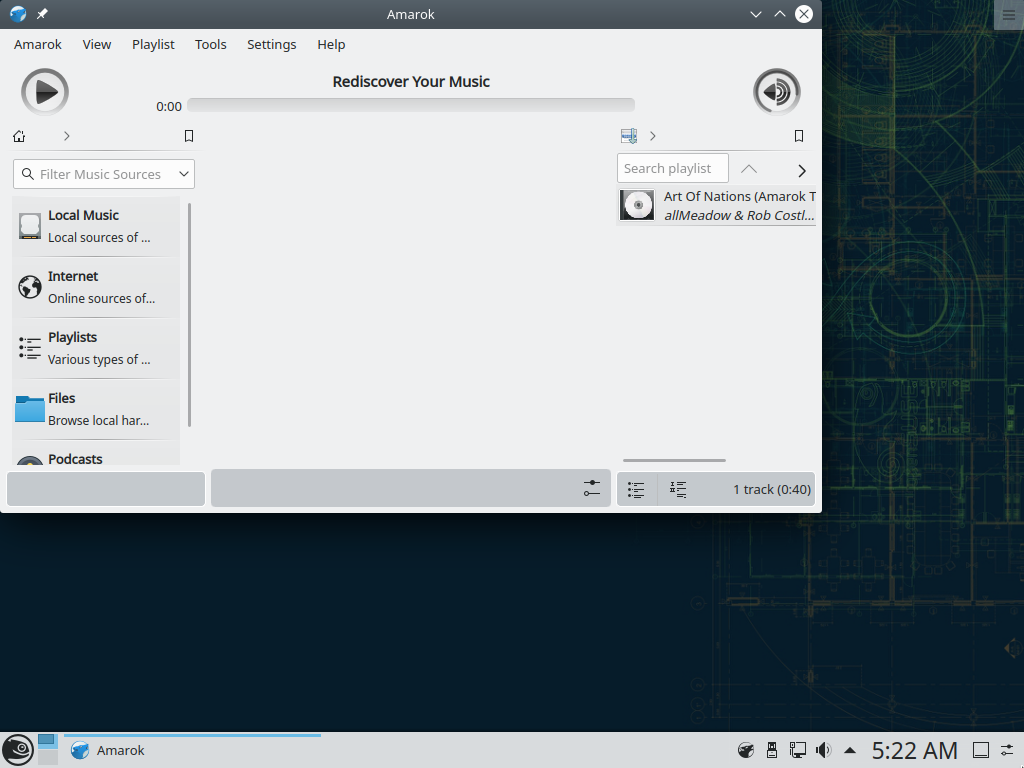 Amarok
Amarok View Playlist Tools Settings Help
Rediscover Your Music
0:00
Filter Music Sources
Search playlist
Local Music
Local sources of ...
Internet
Online sources of...
Playlists
Various types of ...
Files
Browse local har...
Podcasts
Art Of Nations (Amarok T
allMeadow & Rob Costl...
1 track (0:40)
Amarok
5:22 AM